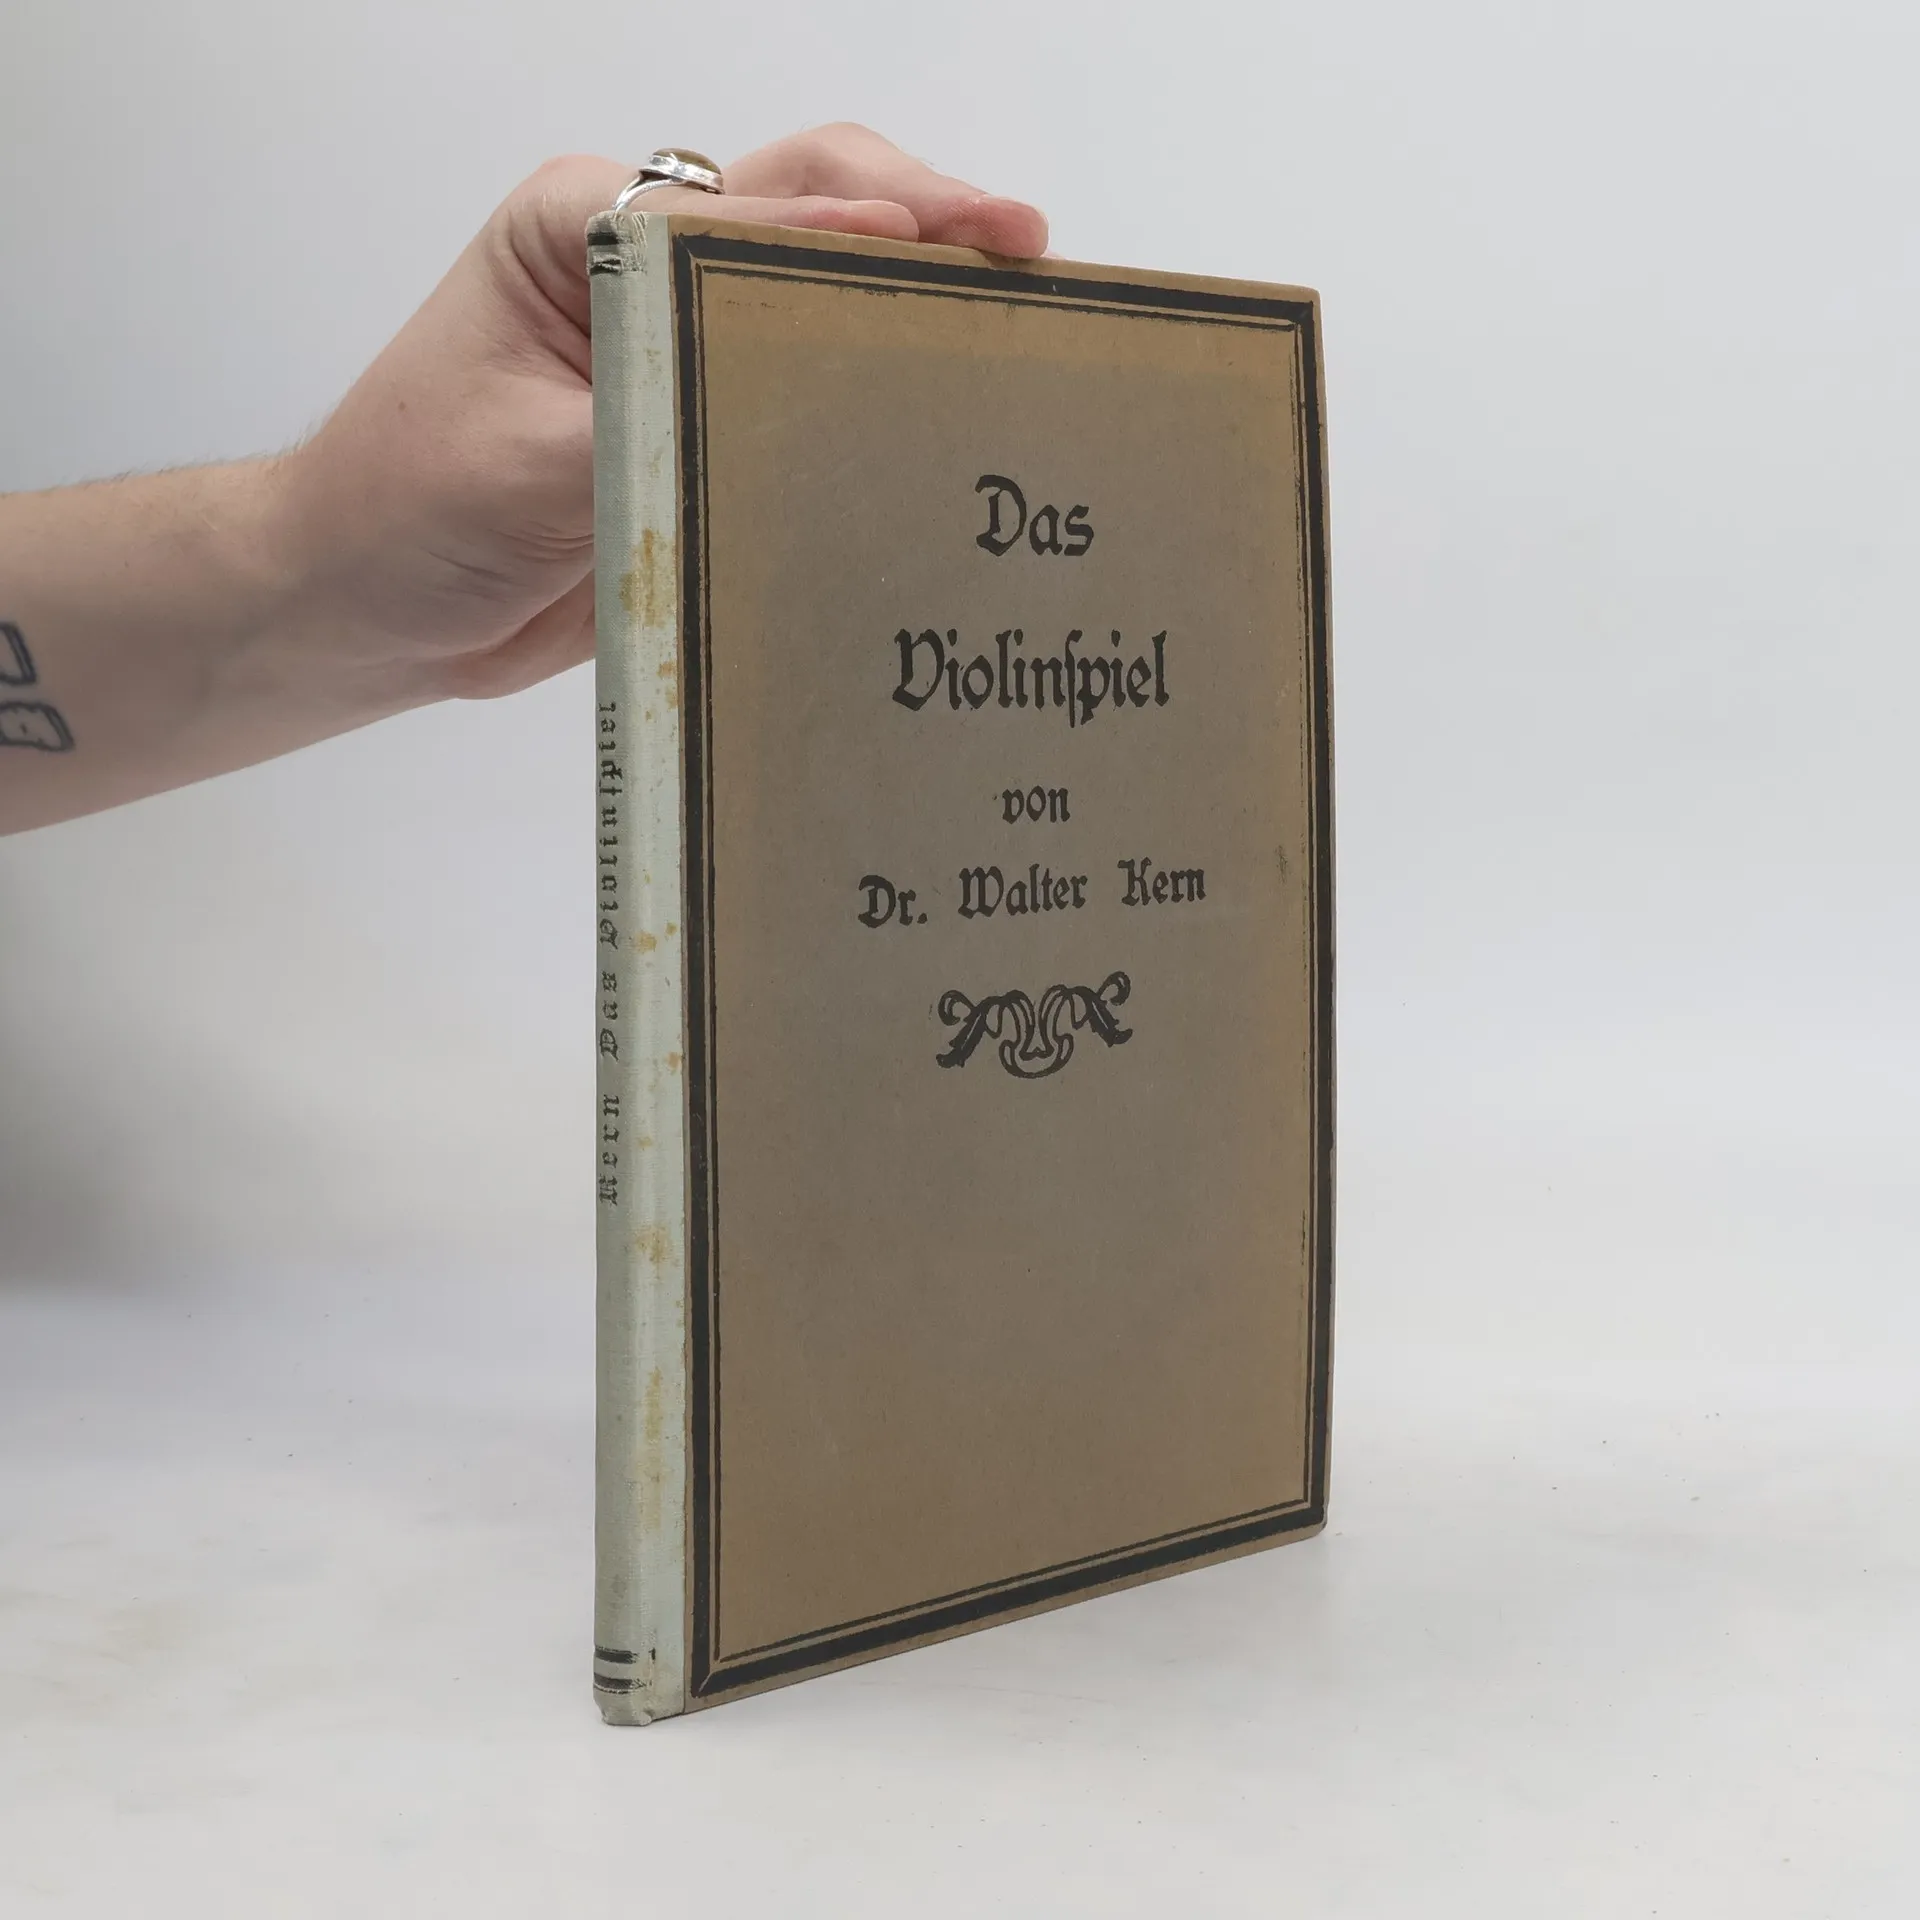 Das
Violinſpiel
von
Dr. Walter Kern
Kern Das Violinſpiel